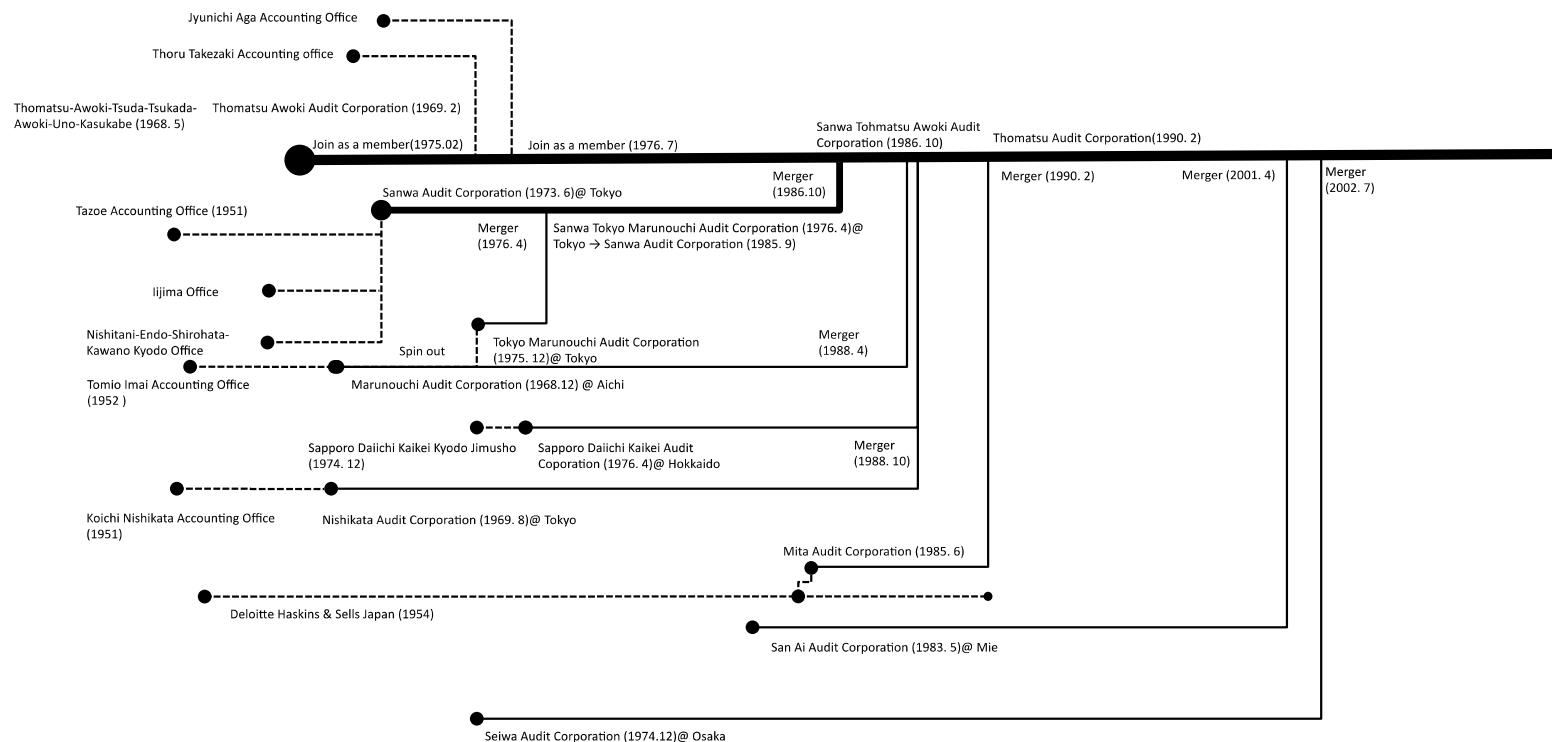 Jyunichi Aga Accounting Office
Thoru Takezaki Accounting office
Thomatsu-Awoki-Tsuda-Tsukada-
Awoki-Uno-Kasukabe (1968. 5)
Thomatsu Awoki Audit Corporation (1969. 2)
Join as a member(1975.02)
Join as a member (1976. 7)
Sanwa Tohmatsu Awoki Audit
Corporation (1986. 10)
Thomatsu Audit Corporation(1990. 2)
Merger
(1986.10)
Merger (1990. 2)
Merger (2001. 4)
Merger
(2002. 7)
Sanwa Audit Corporation (1973. 6)@ Tokyo
Tazoe Accounting Office (1951)
Merger
(1976. 4)
Sanwa Tokyo Marunouchi Audit Corporation (1976. 4)@
Tokyo → Sanwa Audit Corporation (1985. 9)
Iijima Office
Nishitani-Endo-Shirohata-
Kawano Kyodo Office
Spin out
Tokyo Marunouchi Audit Corporation
(1975. 12)@ Tokyo
Merger
(1988. 4)
Tomio Imai Accounting Office
(1952 )
Marunouchi Audit Corporation (1968.12) @ Aichi
Sapporo Daiichi Kaikei Kyodo Jimusho
(1974. 12)
Sapporo Daiichi Kaikei Audit
Coporation (1976. 4)@ Hokkaido
Merger
(1988. 10)
Koichi Nishikata Accounting Office
(1951)
Nishikata Audit Corporation (1969. 8)@ Tokyo
Mita Audit Corporation (1985. 6)
Deloitte Haskins & Sells Japan (1954)
San Ai Audit Corporation (1983. 5)@ Mie
Seiwa Audit Corporation (1974.12)@ Osaka